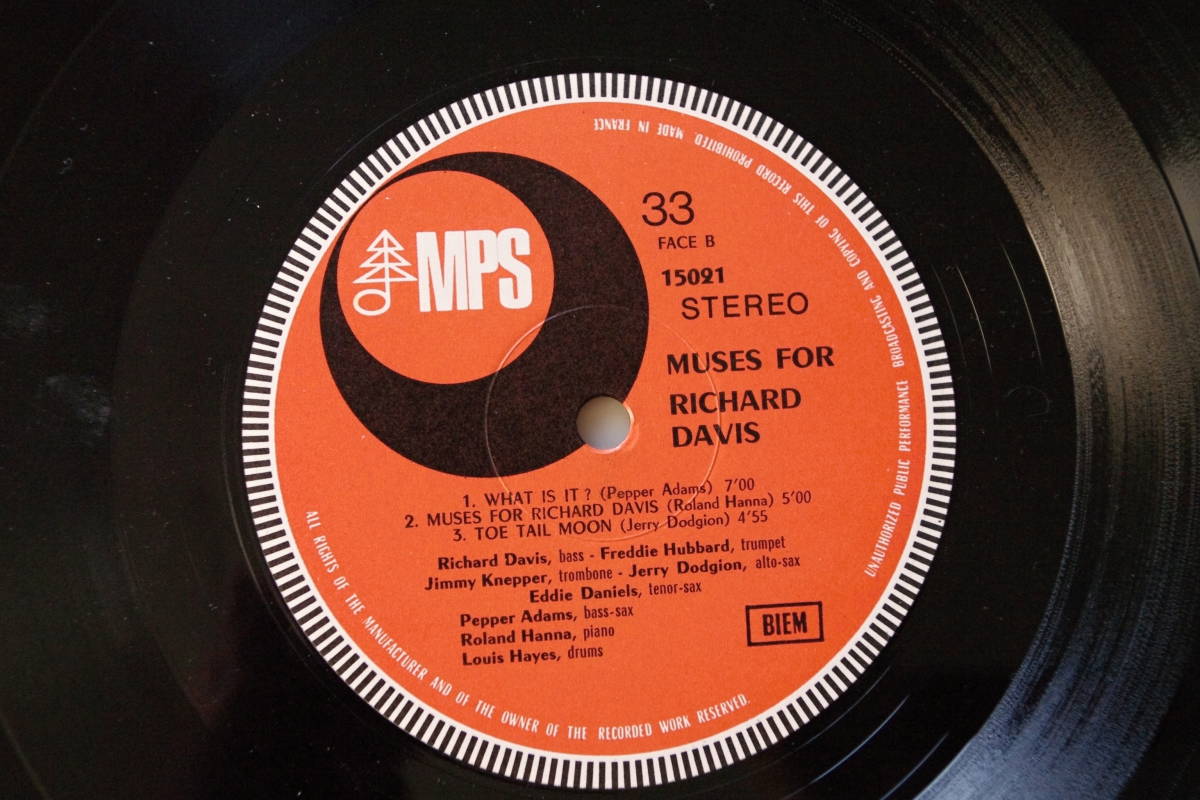 MPS
33
FACE B
15021
STEREO
MUSES FOR
RICHARD
DAVIS
1. WHAT IS IT ? (Pepper Adams) 7'00
2. MUSES FOR RICHARD DAVIS (Roland Hanna) 5'00
3. TOE TAIL MOON (Jerry Dodgion) 4'55
Richard Davis, bass - Freddie Hubbard, trumpet
Jimmy Knepper, trombone - Jerry Dodgion, alto-sax
Eddie Daniels, tenor-sax
Pepper Adams, bass-sax
Roland Hanna, piano
Louis Hayes, drums
BIEM
ALL RIGHTS OF THE MANUFACTURER AND OF THE OWNER OF THE RECORDED WORK RESERVED.
UNAUTHORIZED PUBLIC PERFORMANCE BROADCASTING AND COPYING OF THIS RECORD PROHIBITED. MADE IN FRANCE